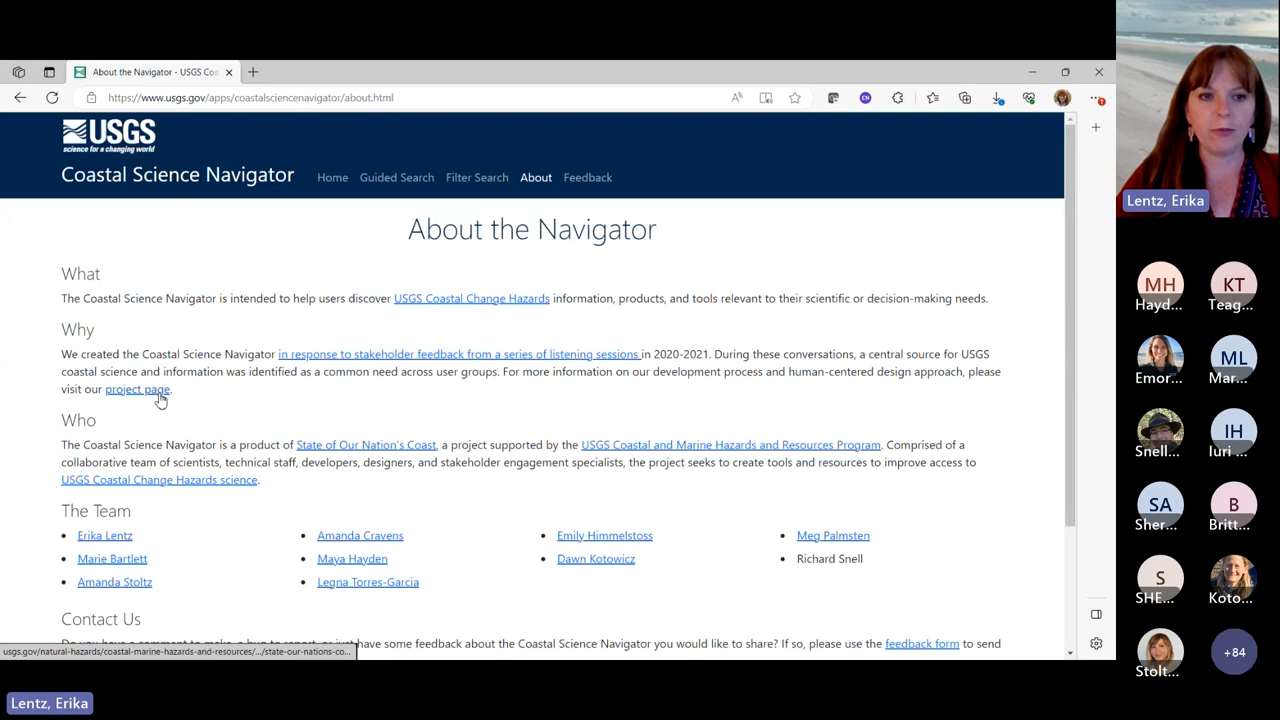 About the Navigator - USGS Coa
https://www.usgs.gov/apps/coastalsciencenavigator/about.html
USGS
science for a changing world
Coastal Science Navigator
Home
Guided Search
Filter Search
About
Feedback
About the Navigator
What
The Coastal Science Navigator is intended to help users discover USGS Coastal Change Hazards information, products, and tools relevant to their scientific or decision-making needs.
Why
We created the Coastal Science Navigator in response to stakeholder feedback from a series of listening sessions in 2020-2021. During these conversations, a central source for USGS
coastal science and information was identified as a common need across user groups. For more information on our development process and human-centered design approach, please
visit our project page.
Who
The Coastal Science Navigator is a product of State of Our Nation's Coast, a project supported by the USGS Coastal and Marine Hazards and Resources Program. Comprised of a
collaborative team of scientists, technical staff, developers, designers, and stakeholder engagement specialists, the project seeks to create tools and resources to improve access to
USGS Coastal Change Hazards science.
The Team
• Erika Lentz
• Amanda Cravens
• Emily Himmelstoss
• Meg Palmsten
• Marie Bartlett
• Maya Hayden
• Dawn Kotowicz
• Richard Snell
• Amanda Stoltz
• Legna Torres-Garcia
Contact Us
have some feedback about the Coastal Science Navigator you would like to share? If so, please use the feedback form to send
usgs.gov/natural-hazards/coastal-marine-hazards-and-resources/.../state-our-nations-co...
Lentz, Erika
Lentz, Erika
MH
Hayd...
KT
Teag...
Emor...
ML
Mar...
Snell...
IH
Iuri ...
SA
Sher...
B
Britt...
S
SHE...
Koto...
Stolt...
+84